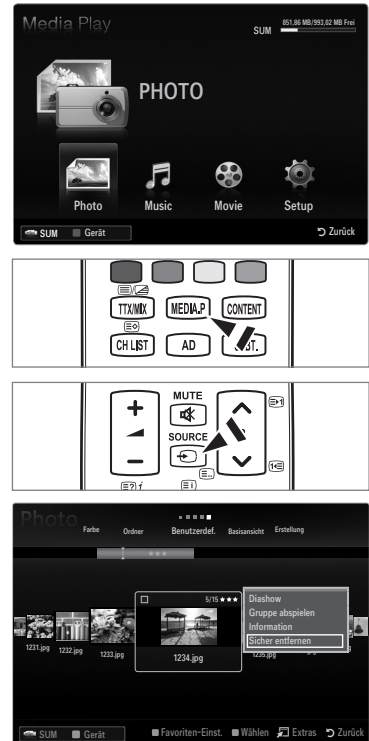 Media Play
SUM 851,86 MB/993,02 MB Frei
PHOTO
Photo Music Movie Setup
SUM Gerät Zurück
TTX/MIX MEDIA.P CONTENT
CH LIST AD
MUTE
SOURCE
Photo
Farbe Ordner Benutzerdef. Basisansicht Erstellung
5/15 ★★★
Diashow
Gruppe abspielen
Information
Sicher entfernen
1231.jpg 1232.jpg 1233.jpg 1234.jpg 1235.jpg
SUM Gerät Favoriten-Einst. Wählen Extras Zurück